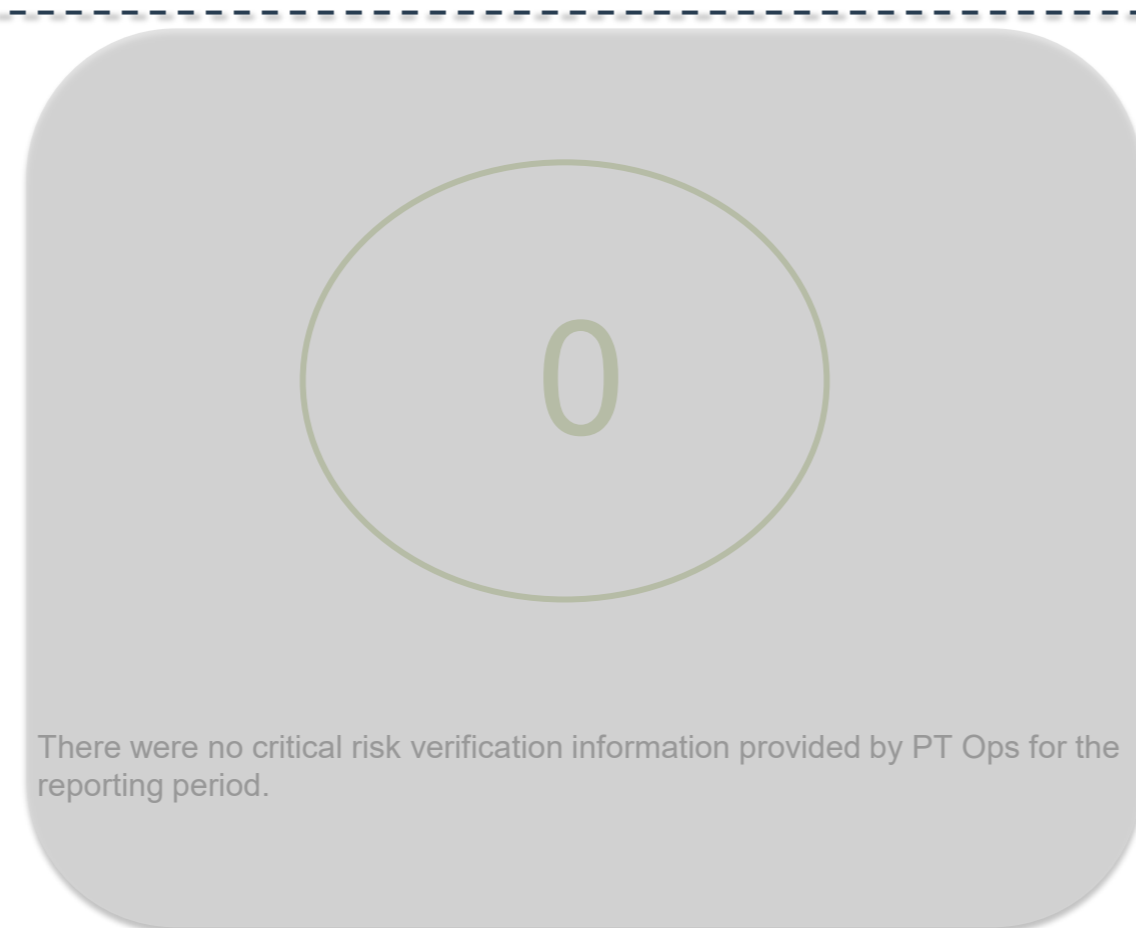 0
There were no critical risk verification information provided by PT Ops for the
reporting period.